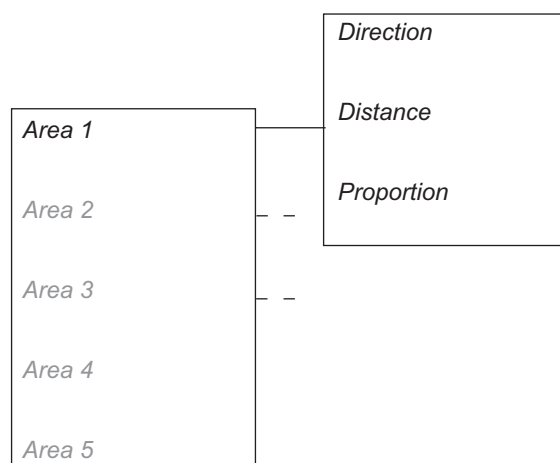 Direction
Distance
Proportion
Area 1
Area 2
Area 3
Area 4
Area 5